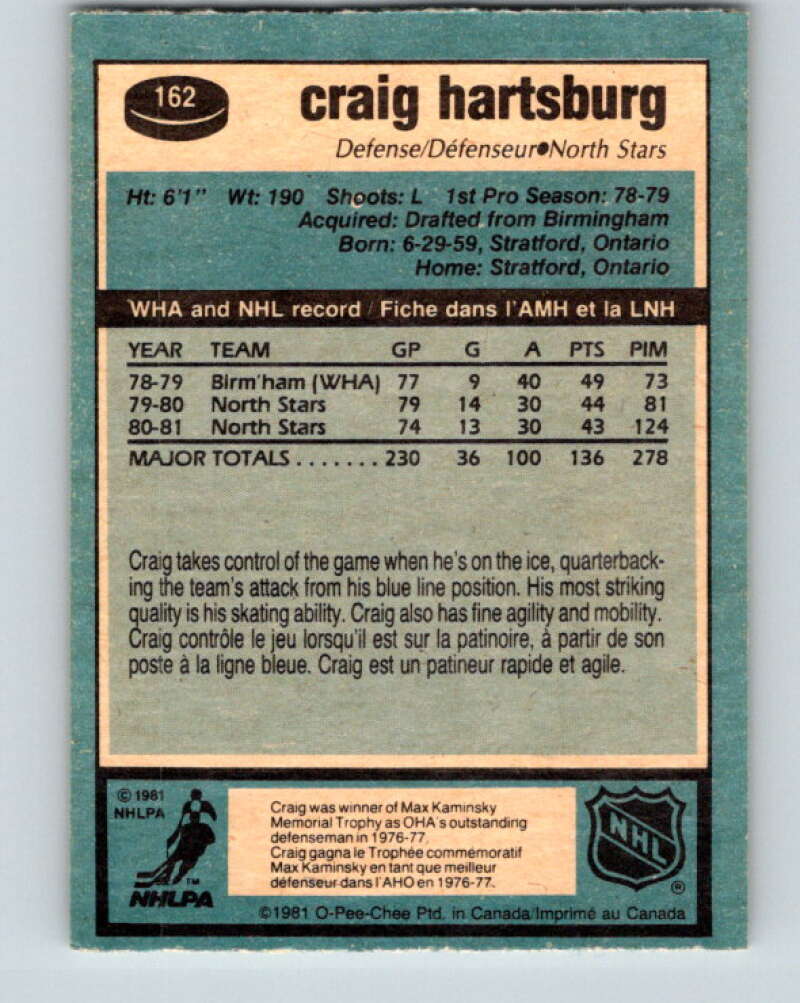 162
craig hartsburg
Defense/Défenseur●North Stars
Ht: 6'1" Wt: 190 Shoots: L 1st Pro Season: 78-79
Acquired: Drafted from Birmingham
Born: 6-29-59, Stratford, Ontario
Home: Stratford, Ontario
WHA and NHL record / Fiche dans l'AMH et la LNH
YEAR TEAM GP G A PTS PIM
78-79 Birm'ham (WHA) 77 9 40 49 73
79-80 North Stars 79 14 30 44 81
80-81 North Stars 74 13 30 43 124
MAJOR TOTALS ....... 230 36 100 136 278
Craig takes control of the game when he's on the ice, quarterback-
ing the team's attack from his blue line position. His most striking
quality is his skating ability. Craig also has fine agility and mobility.
Craig contrôle le jeu lorsqu'il est sur la patinoire, à partir de son
poste à la ligne bleue. Craig est un patineur rapide et agile.
© 1981
NHLPA
TM
NHLPA
Craig was winner of Max Kaminsky
Memorial Trophy as OHA's outstanding
defenseman in 1976-77.
Craig gagna le Trophée commémoratif
Max Kaminsky en tant que meilleur
défenseur dans l'AHO en 1976-77.
NHL
®
©1981 O-Pee-Chee Ptd. in Canada/Imprimé au Canada